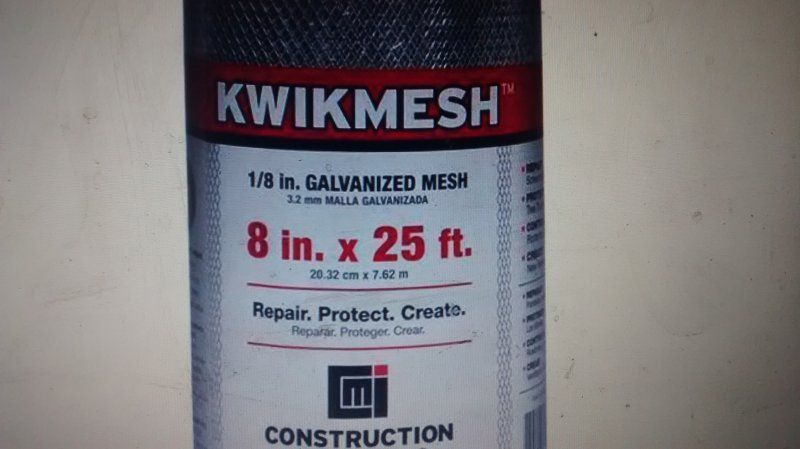 KWIKMESH™
1/8 in. GALVANIZED MESH
3.2 mm MALLA GALVANIZADA
8 in. x 25 ft.
20.32 cm x 7.62 m
Repair. Protect. Create.
Reparar. Proteger. Crear.
cmi
CONSTRUCTION